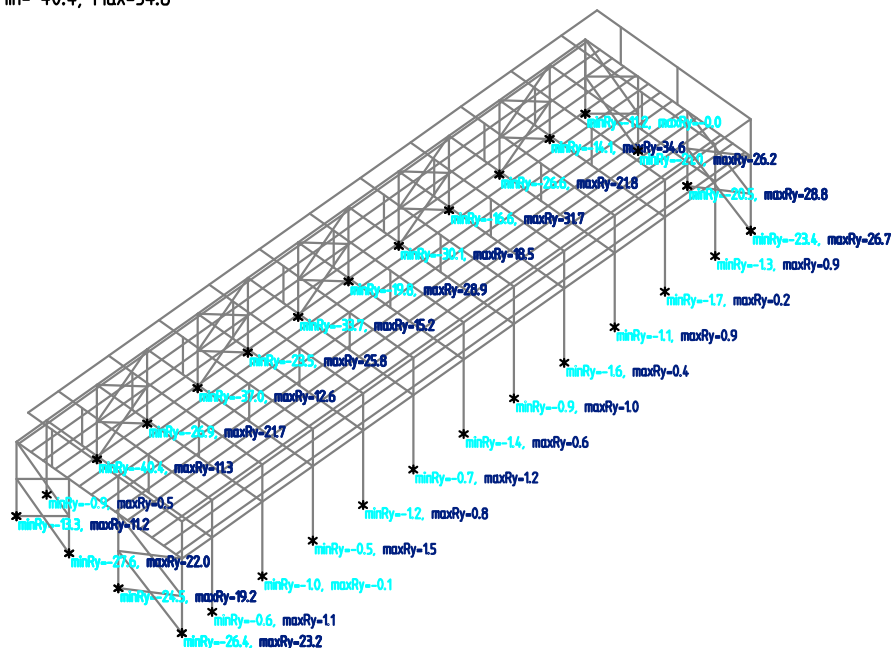 min=-40.4, Max=34.6
minRy=-11.2, maxRy=-0.0
minRy=-14.1, maxRy=34.6
maxRy=26.2
minRy=-26.8, maxRy=21.8
minRy=-20.5, maxRy=28.8
minRy=-16.6, maxRy=31.7
minRy=-23.4, maxRy=26.7
minRy=-30.1, maxRy=18.5
minRy=-1.3, maxRy=0.9
minRy=-19.8, maxRy=28.9
minRy=-1.7, maxRy=0.2
minRy=-33.7, maxRy=15.2
minRy=-1.1, maxRy=0.9
minRy=-23.5, maxRy=25.8
minRy=-1.6, maxRy=0.4
minRy=-37.0, maxRy=12.6
minRy=-0.9, maxRy=1.0
minRy=-26.9, maxRy=21.7
minRy=-1.4, maxRy=0.6
minRy=-40.4, maxRy=11.3
minRy=-0.7, maxRy=1.2
minRy=-0.9, maxRy=0.5
minRy=-1.2, maxRy=0.8
minRy=-13.3, maxRy=11.2
minRy=-0.5, maxRy=1.5
minRy=-27.6, maxRy=22.0
minRy=-1.0, maxRy=-0.1
minRy=-24.5, maxRy=19.2
minRy=-0.6, maxRy=1.1
minRy=-26.4, maxRy=23.2